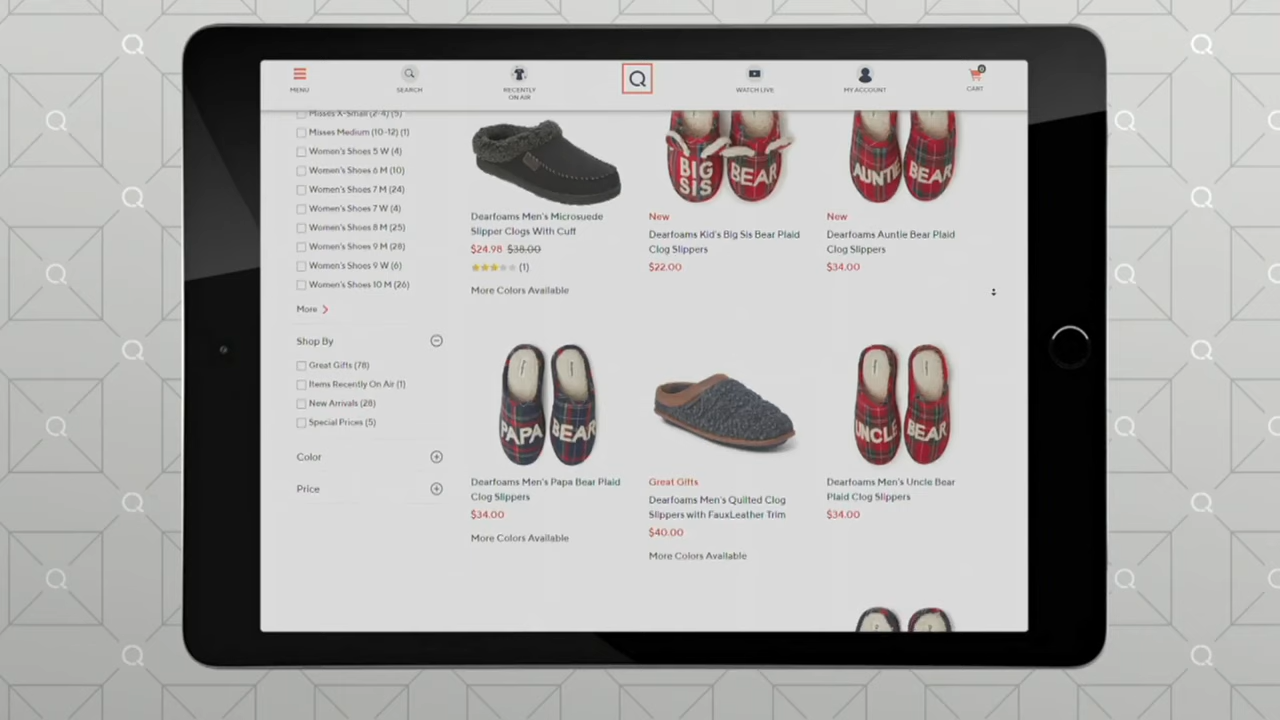 MENU
SEARCH
RECENTLY
ON AIR
Q
WATCH LIVE
MY ACCOUNT
0
CART
Misses X-Small (2-4) (5)
Misses Medium (10-12) (1)
Women's Shoes 5 W (4)
Women's Shoes 6 M (10)
Women's Shoes 7 M (24)
Women's Shoes 7 W (4)
Women's Shoes 8 M (25)
Women's Shoes 9 M (28)
Women's Shoes 9 W (6)
Women's Shoes 10 M (26)
More
Shop By
Great Gifts (78)
Items Recently On Air (1)
New Arrivals (28)
Special Prices (5)
Color
Price
Dearfoams Men's Microsuede
Slipper Clogs With Cuff
$24.98 $38.00
(1)
More Colors Available
BIG
SIS
BEAR
New
Dearfoams Kid's Big Sis Bear Plaid
Clog Slippers
$22.00
AUNTIE BEAR
New
Dearfoams Auntie Bear Plaid
Clog Slippers
$34.00
PAPA BEAR
Dearfoams Men's Papa Bear Plaid
Clog Slippers
$34.00
More Colors Available
Great Gifts
Dearfoams Men's Quilted Clog
Slippers with FauxLeather Trim
$40.00
More Colors Available
UNCLE BEAR
Dearfoams Men's Uncle Bear
Plaid Clog Slippers
$34.00